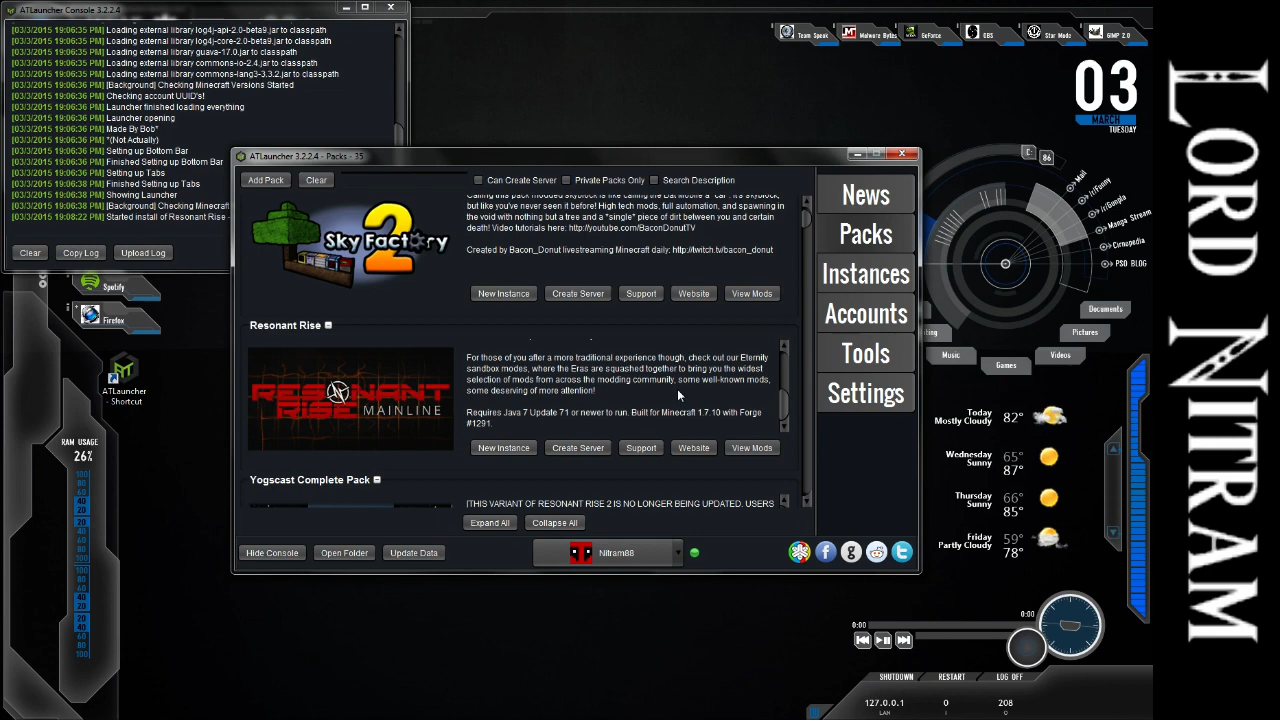 ATLauncher Console 3.2.2.4
[03/3/2015 19:06:35 PM] Loading external library log4j-api-2.0-beta9.jar to classpath
[03/3/2015 19:06:35 PM] Loading external library log4j-core-2.0-beta9.jar to classpath
[03/3/2015 19:06:35 PM] Loading external library guava-17.0.jar to classpath
[03/3/2015 19:06:35 PM] Loading external library commons-io-2.4.jar to classpath
[03/3/2015 19:06:35 PM] Loading external library commons-lang3-3.3.2.jar to classpath
[03/3/2015 19:06:36 PM] [Background] Checking Minecraft Versions Started
[03/3/2015 19:06:36 PM] Checking account UUID's!
[03/3/2015 19:06:36 PM] Launcher finished loading everything
[03/3/2015 19:06:36 PM] Launcher opening
[03/3/2015 19:06:36 PM] Made By Bob*
[03/3/2015 19:06:36 PM] *(Not Actually)
[03/3/2015 19:06:36 PM] Setting up Bottom Bar
[03/3/2015 19:06:36 PM] Finished Setting up Bottom Bar
[03/3/2015 19:06:36 PM] Setting up Tabs
[03/3/2015 19:06:38 PM] Finished Setting up Tabs
[03/3/2015 19:06:38 PM] Showing Launcher
[03/3/2015 19:06:38 PM] [Background] Checking Minecraft
[03/3/2015 19:08:22 PM] Started install of Resonant Rise -
Clear Copy Log Upload Log
Team Speak
Malware Bytes
GeForce
OBS
Star Made
GIMP 2.0
03
MARCH
TUESDAY
LORD NITRAM
ATLauncher 3.2.2.4 - Packs - 35
Add Pack Clear Can Create Server Private Packs Only Search Description
but like you've never seen it before! High tech mods, full automation, and spawning in
the void with nothing but a tree and a *single* piece of dirt between you and certain
death! Video tutorials here: http://youtube.com/BaconDonutTV
Created by Bacon_Donut livestreaming Minecraft daily: http://twitch.tv/bacon_donut
Sky Factory 2
New Instance Create Server Support Website View Mods
Resonant Rise
For those of you after a more traditional experience though, check out our Eternity
sandbox modes, where the Eras are squashed together to bring you the widest
selection of mods from across the modding community, some well-known mods,
some deserving of more attention!
Requires Java 7 Update 71 or newer to run. Built for Minecraft 1.7.10 with Forge
#1291.
RESONANT RISE MAINLINE
New Instance Create Server Support Website View Mods
Yogscast Complete Pack
[THIS VARIANT OF RESONANT RISE 2 IS NO LONGER BEING UPDATED. USERS
Expand All Collapse All
Hide Console Open Folder Update Data
Nitram88
News
Packs
Instances
Accounts
Tools
Settings
Spotify
Firefox
ATLauncher - Shortcut
RAM USAGE
26%
100
80
60
40
20
20
40
60
80
100
C:
86
Mail
Manga Stream
PSO BLOG
Documents
Pictures
Music
Games
Videos
Today
Mostly Cloudy
82°
Wednesday
Sunny
65°
87°
Thursday
Sunny
66°
85°
Friday
Partly Cloudy
59°
78°
0:00
0:00
SHUTDOWN RESTART LOG OFF
127.0.0.1 0 208
LAN I O